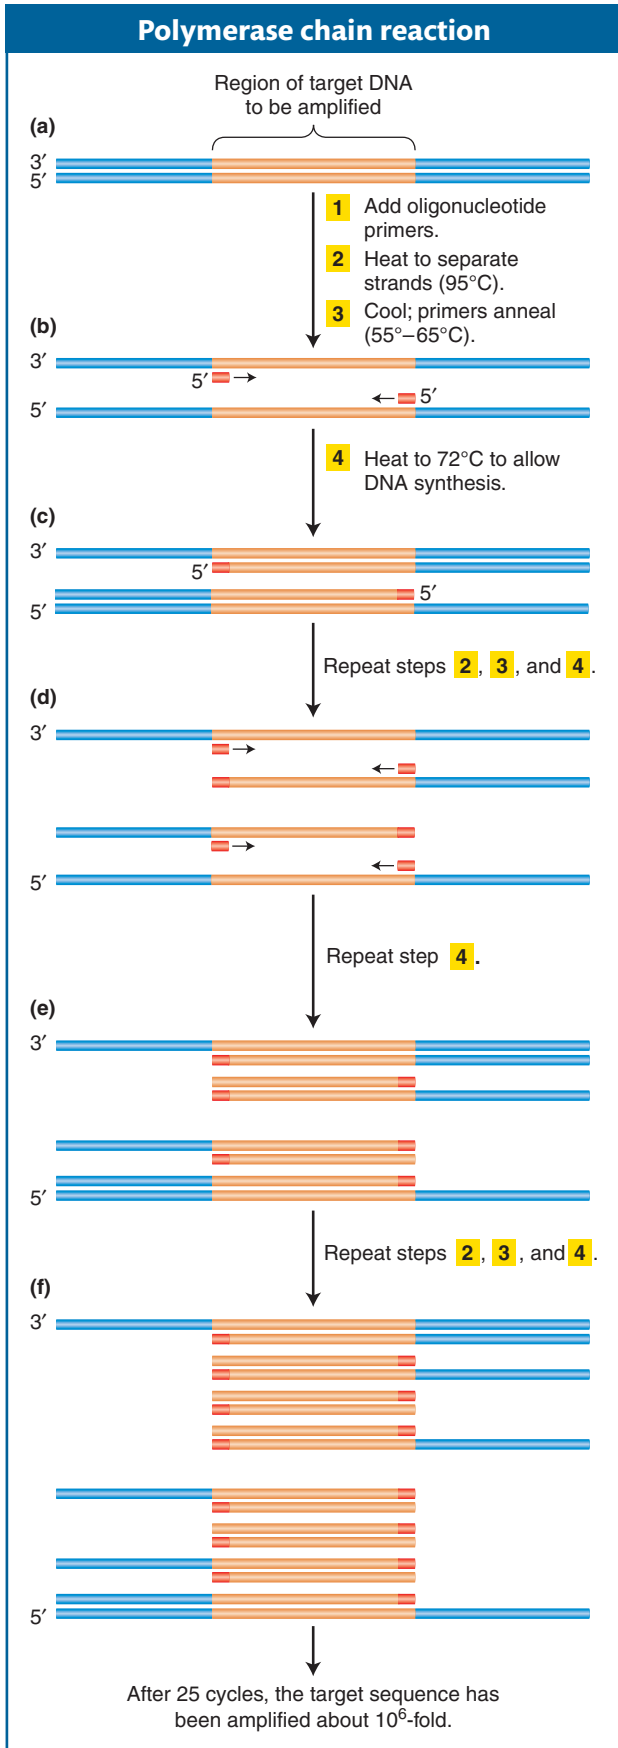 Polymerase chain reaction
Region of target DNA
to be amplified
(a)
3′
5′
1 Add oligonucleotide
primers.
2 Heat to separate
strands (95°C).
3 Cool; primers anneal
(55°–65°C).
(b)
3′
5′
5′
5′
4 Heat to 72°C to allow
DNA synthesis.
(c)
3′
5′
5′
5′
Repeat steps 2, 3, and 4.
(d)
3′
5′
Repeat step 4.
(e)
3′
5′
Repeat steps 2, 3, and 4.
(f)
3′
5′
After 25 cycles, the target sequence has
been amplified about 10⁶-fold.